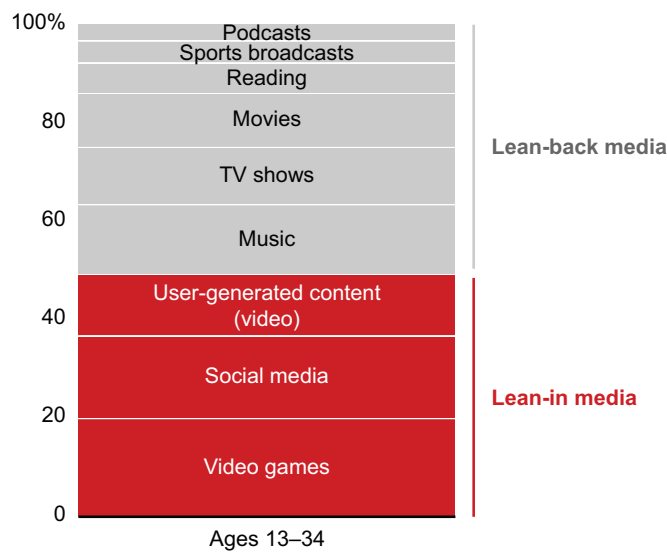 100%
Podcasts
Sports broadcasts
Reading
80
Movies
Lean-back media
TV shows
60
Music
User-generated content
(video)
40
Social media
Lean-in media
20
Video games
0
Ages 13–34